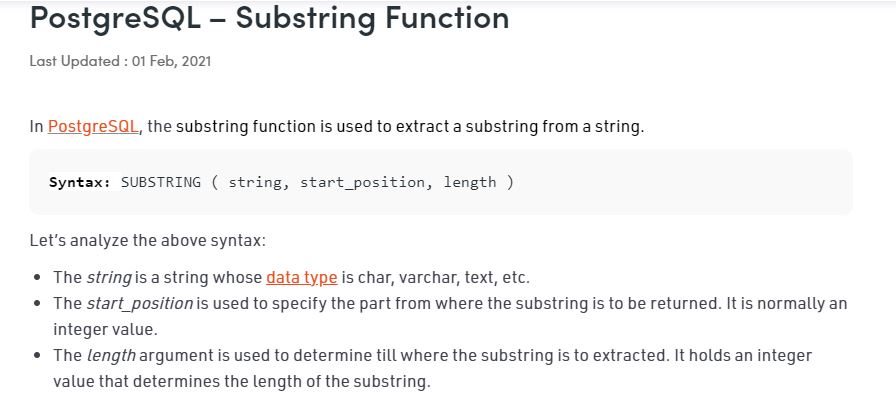 PostgreSQL – Substring Function
Last Updated : 01 Feb, 2021
In PostgreSQL, the substring function is used to extract a substring from a string.
Syntax: SUBSTRING ( string, start_position, length )
Let's analyze the above syntax:
• The string is a string whose data type is char, varchar, text, etc.
• The start_position is used to specify the part from where the substring is to be returned. It is normally an
integer value.
• The length argument is used to determine till where the substring is to extracted. It holds an integer
value that determines the length of the substring.